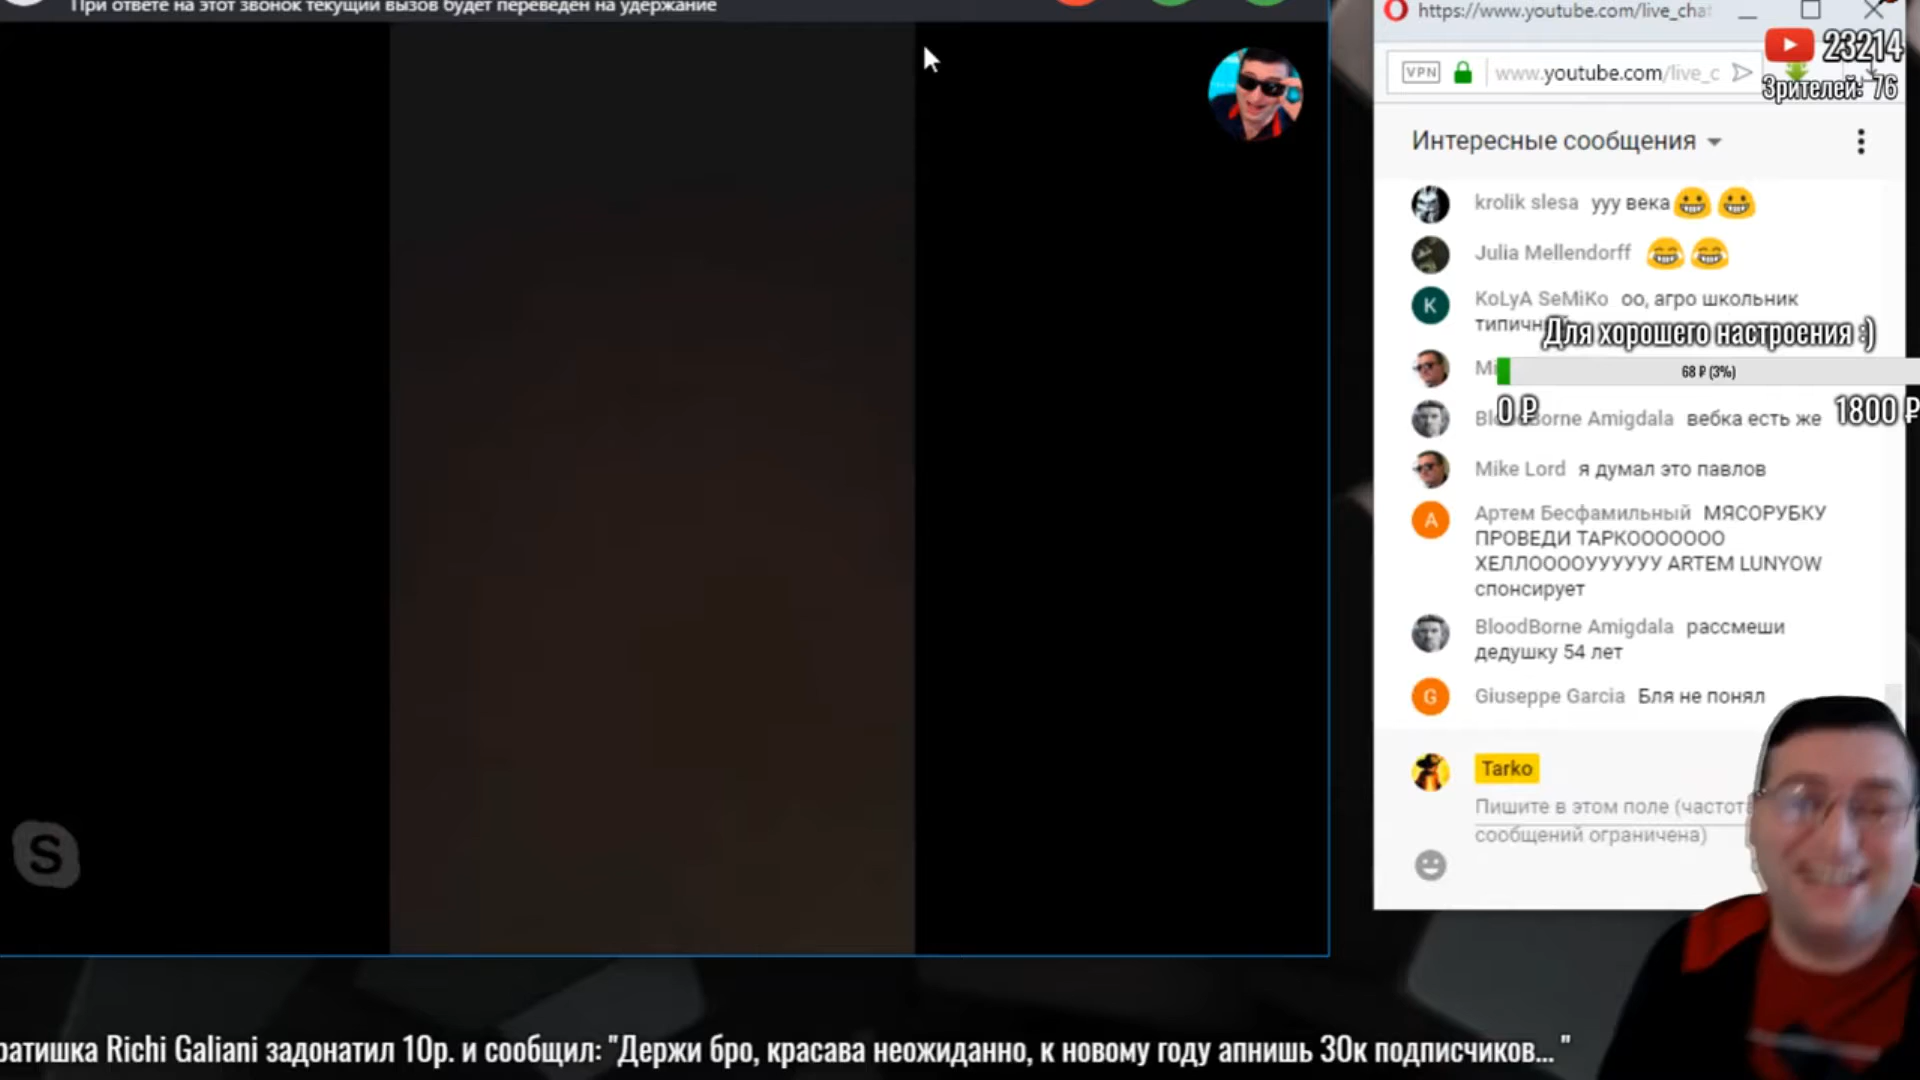 При ответе на этот звонок текущий вызов будет переведен на удержание
https://www.youtube.com/live_chat
23214
VPN
www.youtube.com/live_c
Зрителей: 76
Интересные сообщения
krolik slesa ууу века
Julia Mellendorff
K
KoLyA SeMiKo оо, агро школьник
Для хорошего настроения :)
68 ₽ (3%)
0 ₽
1800 ₽
BloodBorne Amigdala вебка есть же
Mike Lord я думал это павлов
A
Артем Бесфамильный МЯСОРУБКУ
ПРОВЕДИ ТАРКООООООО
ХЕЛЛООООУУУУУУ ARTEM LUNYOW
спонсирует
BloodBorne Amigdala рассмеши
дедушку 54 лет
G
Giuseppe Garcia Бля не понял
Tarko
Пишите в этом поле (частота
сообщений ограничена)
S
ратишка Richi Galiani задонатил 10р. и сообщил: "Держи бро, красава неожиданно, к новому году апнишь 30к подписчиков... "